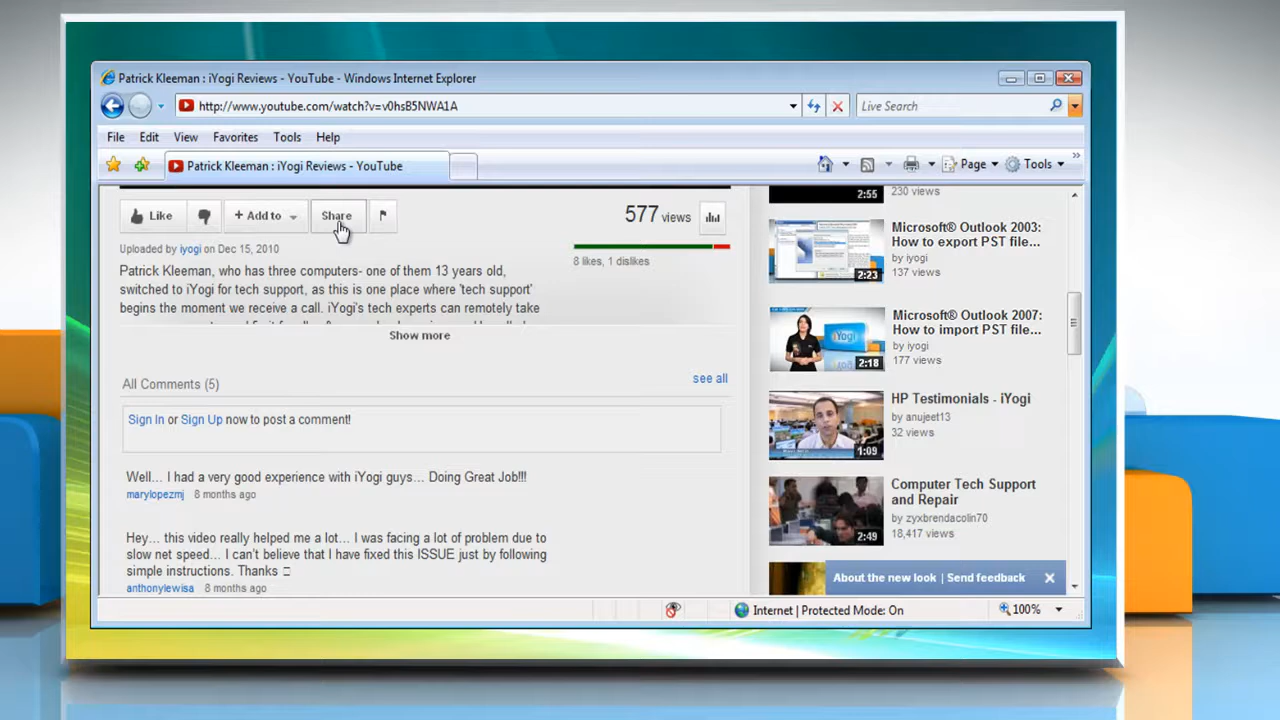 Patrick Kleeman : iYogi Reviews - YouTube - Windows Internet Explorer
http://www.youtube.com/watch?v=v0hsB5NWA1A
Live Search
File Edit View Favorites Tools Help
Patrick Kleeman : iYogi Reviews - YouTube
Page Tools
Like
+ Add to
Share
577 views
Uploaded by iyogi on Dec 15, 2010
8 likes, 1 dislikes
Patrick Kleeman, who has three computers- one of them 13 years old,
switched to iYogi for tech support, as this is one place where 'tech support'
begins the moment we receive a call. iYogi's tech experts can remotely take
Show more
All Comments (5)
see all
Sign In or Sign Up now to post a comment!
Well... I had a very good experience with iYogi guys... Doing Great Job!!!
marylopezmj 8 months ago
Hey... this video really helped me a lot... I was facing a lot of problem due to
slow net speed... I can't believe that I have fixed this ISSUE just by following
simple instructions. Thanks
anthonylewisa 8 months ago
2:55
230 views
2:23
Microsoft® Outlook 2003:
How to export PST file...
by iyogi
137 views
iYogi
2:18
Microsoft® Outlook 2007:
How to import PST file...
by iyogi
177 views
1:09
HP Testimonials - iYogi
by anujeet13
32 views
2:49
Computer Tech Support
and Repair
by zyxbrendacolin70
18,417 views
About the new look | Send feedback
Internet | Protected Mode: On
100%